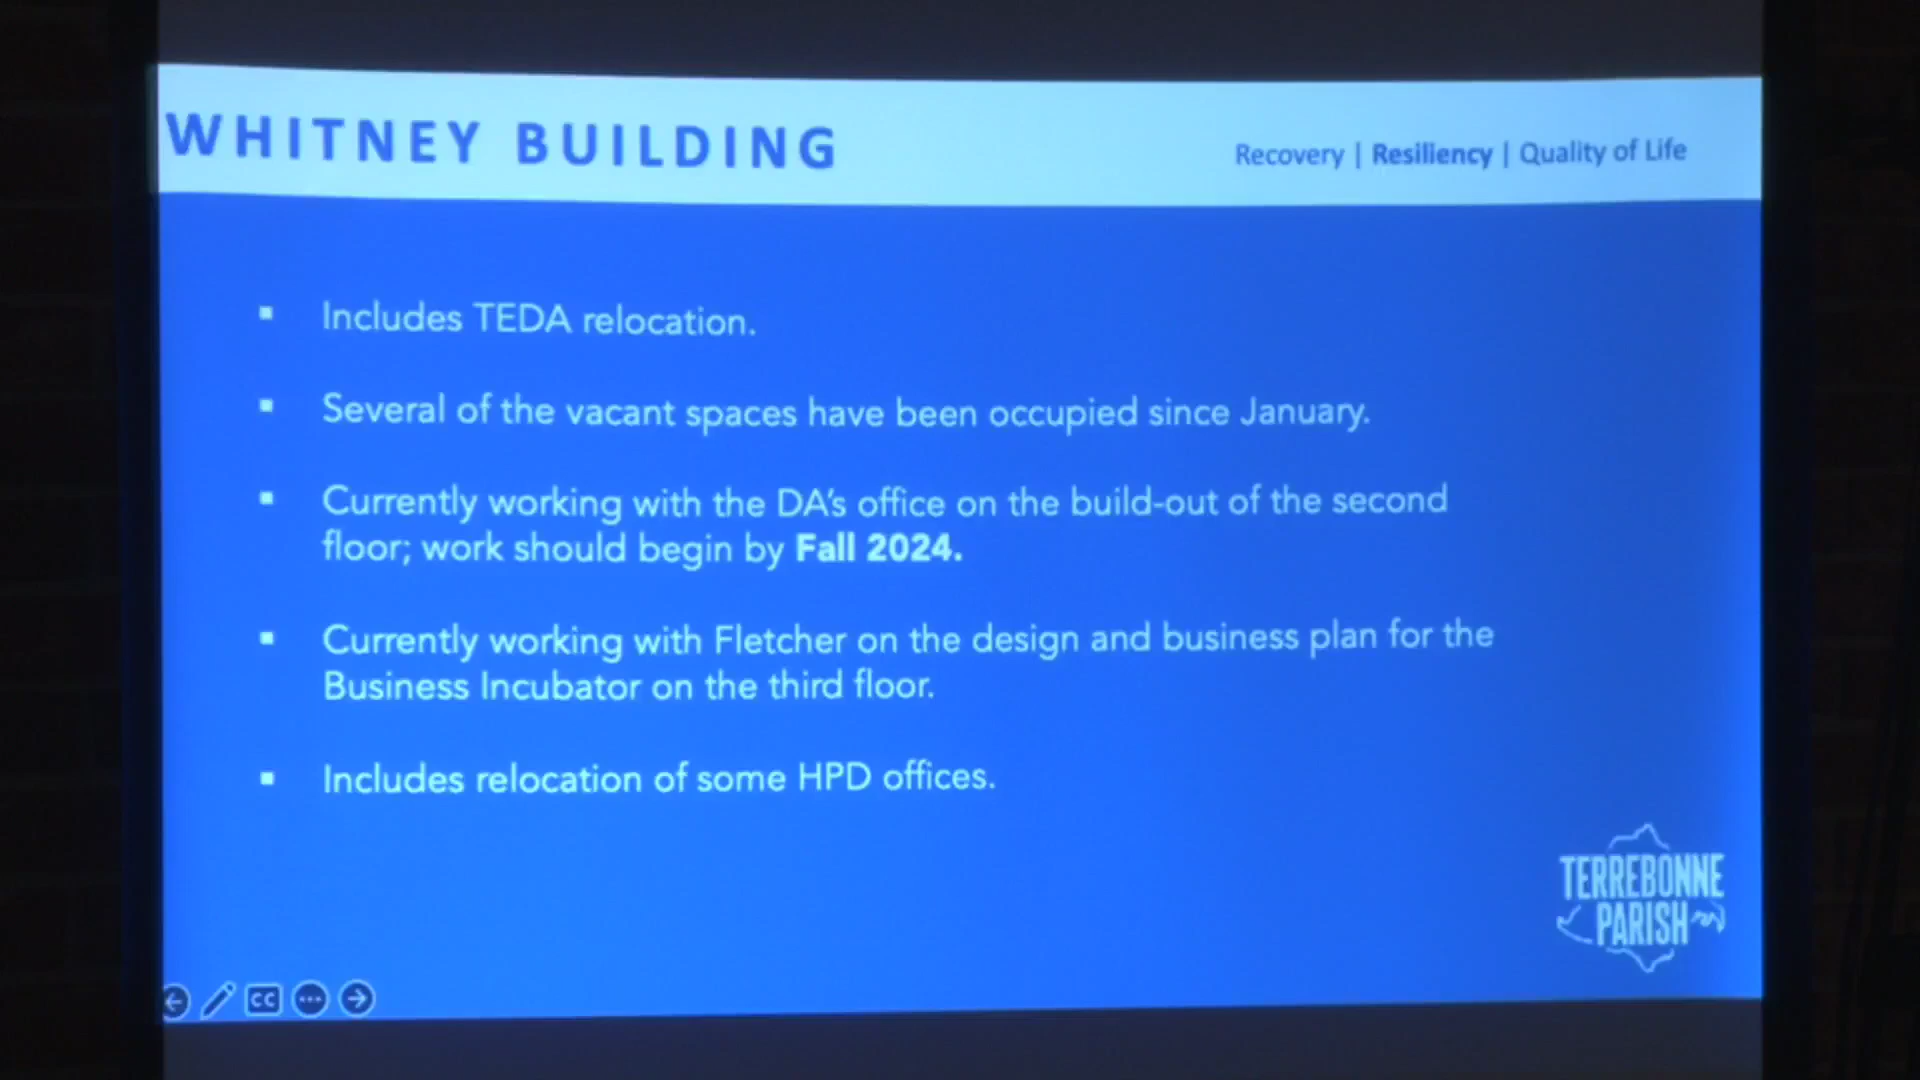 WHITNEY BUILDING
Recovery | Resiliency | Quality of Life
▪ Includes TEDA relocation.
▪ Several of the vacant spaces have been occupied since January.
▪ Currently working with the DA's office on the build-out of the second
floor; work should begin by Fall 2024.
▪ Currently working with Fletcher on the design and business plan for the
Business Incubator on the third floor.
▪ Includes relocation of some HPD offices.
TERREBONNE
PARISH
CC